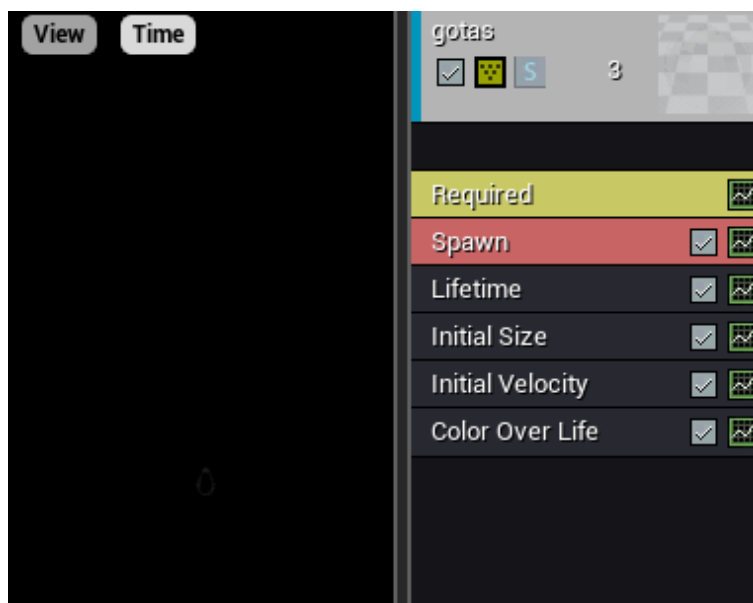 View Time
gotas
S 3
Required
Spawn
Lifetime
Initial Size
Initial Velocity
Color Over Life